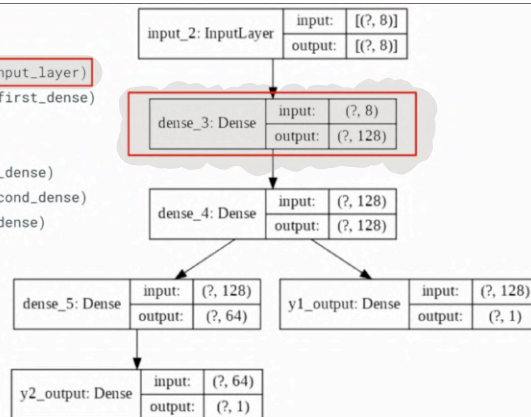 input_2: InputLayer
input: [(?, 8)]
output: [(?, 8)]
nput_layer)
first_dense)
dense_3: Dense
input: (?, 8)
output: (?, 128)
_dense)
cond_dense)
dense)
dense_4: Dense
input: (?, 128)
output: (?, 128)
dense_5: Dense
input: (?, 128)
output: (?, 64)
y1_output: Dense
input: (?, 128)
output: (?, 1)
y2_output: Dense
input: (?, 64)
output: (?, 1)